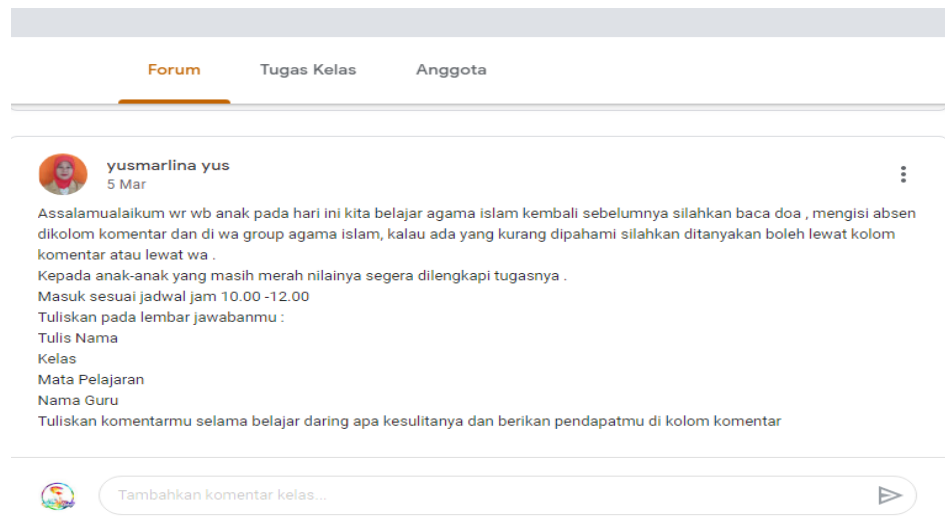 Forum Tugas Kelas Anggota
yusmarlina yus
5 Mar
Assalamualaikum wr wb anak pada hari ini kita belajar agama islam kembali sebelumnya silahkan baca doa , mengisi absen
dikolom komentar dan di wa group agama islam, kalau ada yang kurang dipahami silahkan ditanyakan boleh lewat kolom
komentar atau lewat wa .
Kepada anak-anak yang masih merah nilainya segera dilengkapi tugasnya .
Masuk sesuai jadwal jam 10.00 -12.00
Tuliskan pada lembar jawabanmu :
Tulis Nama
Kelas
Mata Pelajaran
Nama Guru
Tuliskan komentarmu selama belajar daring apa kesulitanya dan berikan pendapatmu di kolom komentar
Tambahkan komentar kelas...